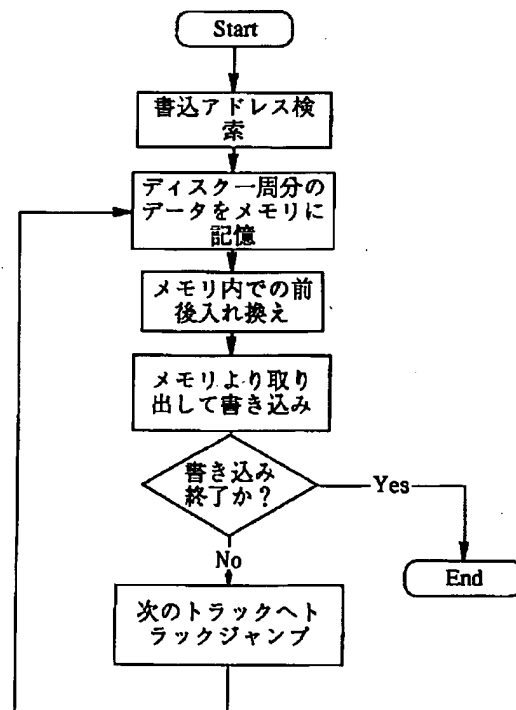 Start
書込アドレス検
索
ディスク一周分の
データをメモリに
記憶
メモリ内での前
後入れ換え
メモリより取り
出して書き込み
書き込み
終了か？
Yes
No
End
次のトラックヘト
ラックジャンプ